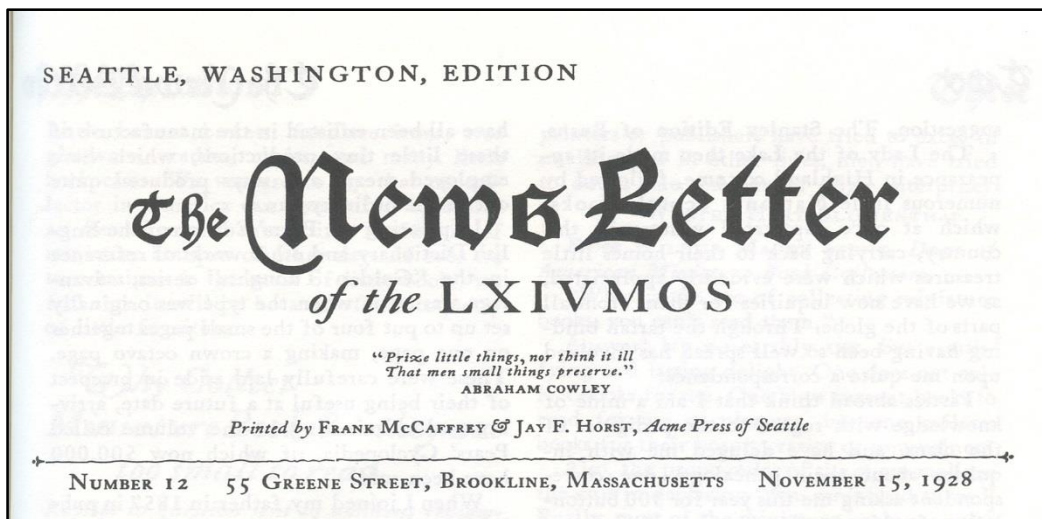 SEATTLE, WASHINGTON, EDITION
The News Letter
of the LXIVMOS
"Prize little things, nor think it ill
That men small things preserve."
ABRAHAM COWLEY
Printed by FRANK MCCAFFREY & JAY F. HORST, Acme Press of Seattle
NUMBER 12 55 GREENE STREET, BROOKLINE, MASSACHUSETTS NOVEMBER 15, 1928